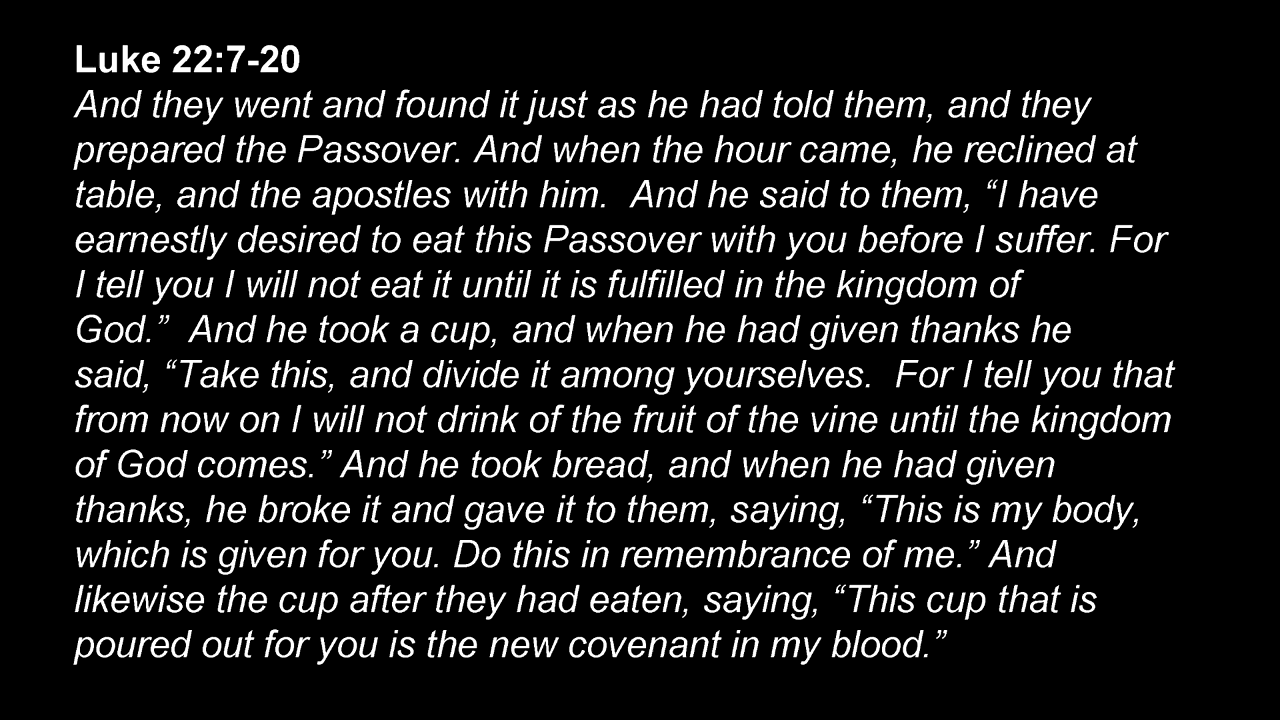 Luke 22:7-20
And they went and found it just as he had told them, and they
prepared the Passover. And when the hour came, he reclined at
table, and the apostles with him.  And he said to them, “I have
earnestly desired to eat this Passover with you before I suffer. For
I tell you I will not eat it until it is fulfilled in the kingdom of
God.”  And he took a cup, and when he had given thanks he
said, “Take this, and divide it among yourselves.  For I tell you that
from now on I will not drink of the fruit of the vine until the kingdom
of God comes.” And he took bread, and when he had given
thanks, he broke it and gave it to them, saying, “This is my body,
which is given for you. Do this in remembrance of me.” And
likewise the cup after they had eaten, saying, “This cup that is
poured out for you is the new covenant in my blood.”